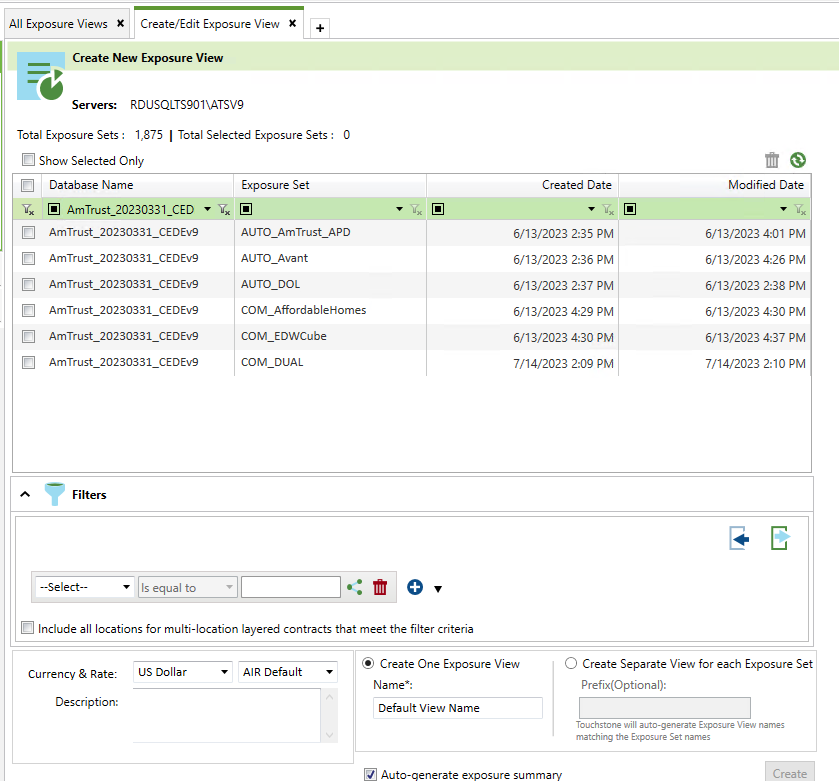 All Exposure Views × Create/Edit Exposure View × +
Create New Exposure View
Servers: RDUSQLTS901\ATSV9
Total Exposure Sets : 1,875 | Total Selected Exposure Sets : 0
Show Selected Only
Database Name Exposure Set Created Date Modified Date
AmTrust_20230331_CED
AmTrust_20230331_CEDEv9 AUTO_AmTrust_APD 6/13/2023 2:35 PM 6/13/2023 4:01 PM
AmTrust_20230331_CEDEv9 AUTO_Avant 6/13/2023 2:36 PM 6/13/2023 4:26 PM
AmTrust_20230331_CEDEv9 AUTO_DOL 6/13/2023 2:37 PM 6/13/2023 2:38 PM
AmTrust_20230331_CEDEv9 COM_AffordableHomes 6/13/2023 4:29 PM 6/13/2023 4:30 PM
AmTrust_20230331_CEDEv9 COM_EDWCube 6/13/2023 4:30 PM 6/13/2023 4:37 PM
AmTrust_20230331_CEDEv9 COM_DUAL 7/14/2023 2:09 PM 7/14/2023 2:10 PM
Filters
--Select-- Is equal to
Include all locations for multi-location layered contracts that meet the filter criteria
Currency & Rate: US Dollar AIR Default
Description:
Create One Exposure View
Name*:
Default View Name
Create Separate View for each Exposure Set
Prefix(Optional):
Touchstone will auto-generate Exposure View names
matching the Exposure Set names
Auto-generate exposure summary
Create